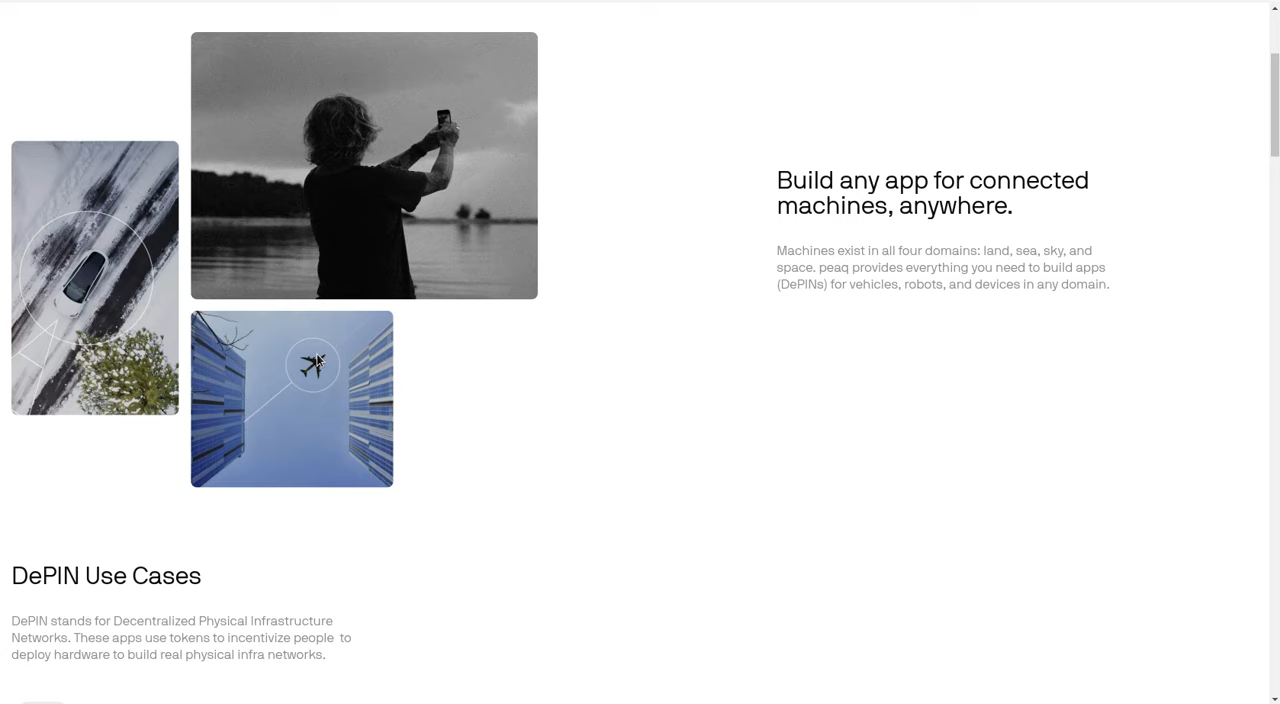 Build any app for connected
machines, anywhere.
Machines exist in all four domains: land, sea, sky, and
space. peaq provides everything you need to build apps
(DePINs) for vehicles, robots, and devices in any domain.
DePIN Use Cases
DePIN stands for Decentralized Physical Infrastructure
Networks. These apps use tokens to incentivize people to
deploy hardware to build real physical infra networks.